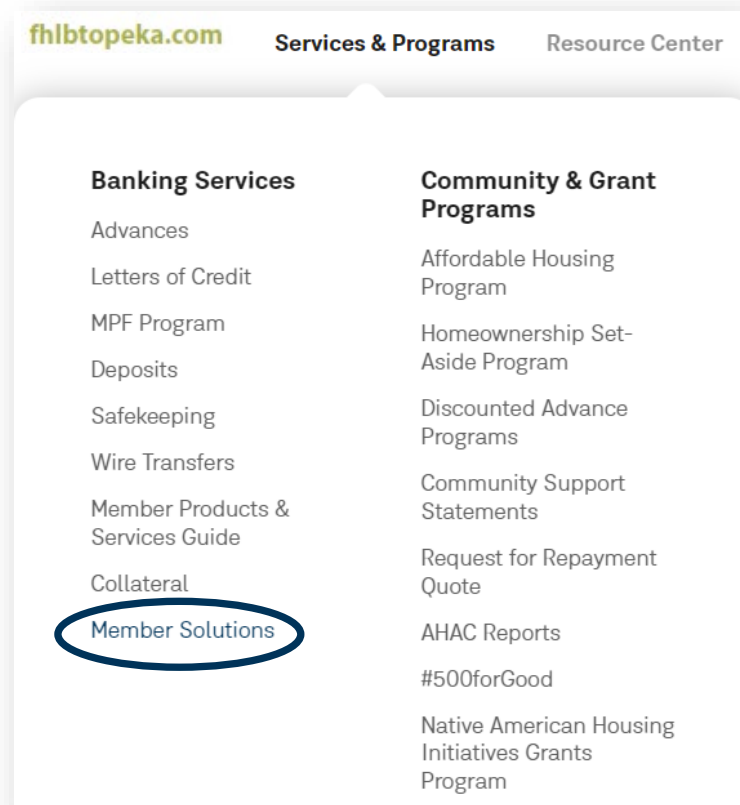 fhlbtopeka.com
Services & Programs
Resource Center
Banking Services
Advances
Letters of Credit
MPF Program
Deposits
Safekeeping
Wire Transfers
Member Products &
Services Guide
Collateral
Member Solutions
Community & Grant
Programs
Affordable Housing
Program
Homeownership Set-
Aside Program
Discounted Advance
Programs
Community Support
Statements
Request for Repayment
Quote
AHAC Reports
#500forGood
Native American Housing
Initiatives Grants
Program